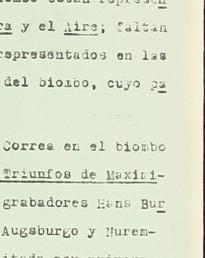 ra y el Aire; faltan
representados en las
del biombo, cuyo pa
Correa en el biombo
Triunfos de Maximi-
grabadores Hans Bur
Augsburgo y Nurem-